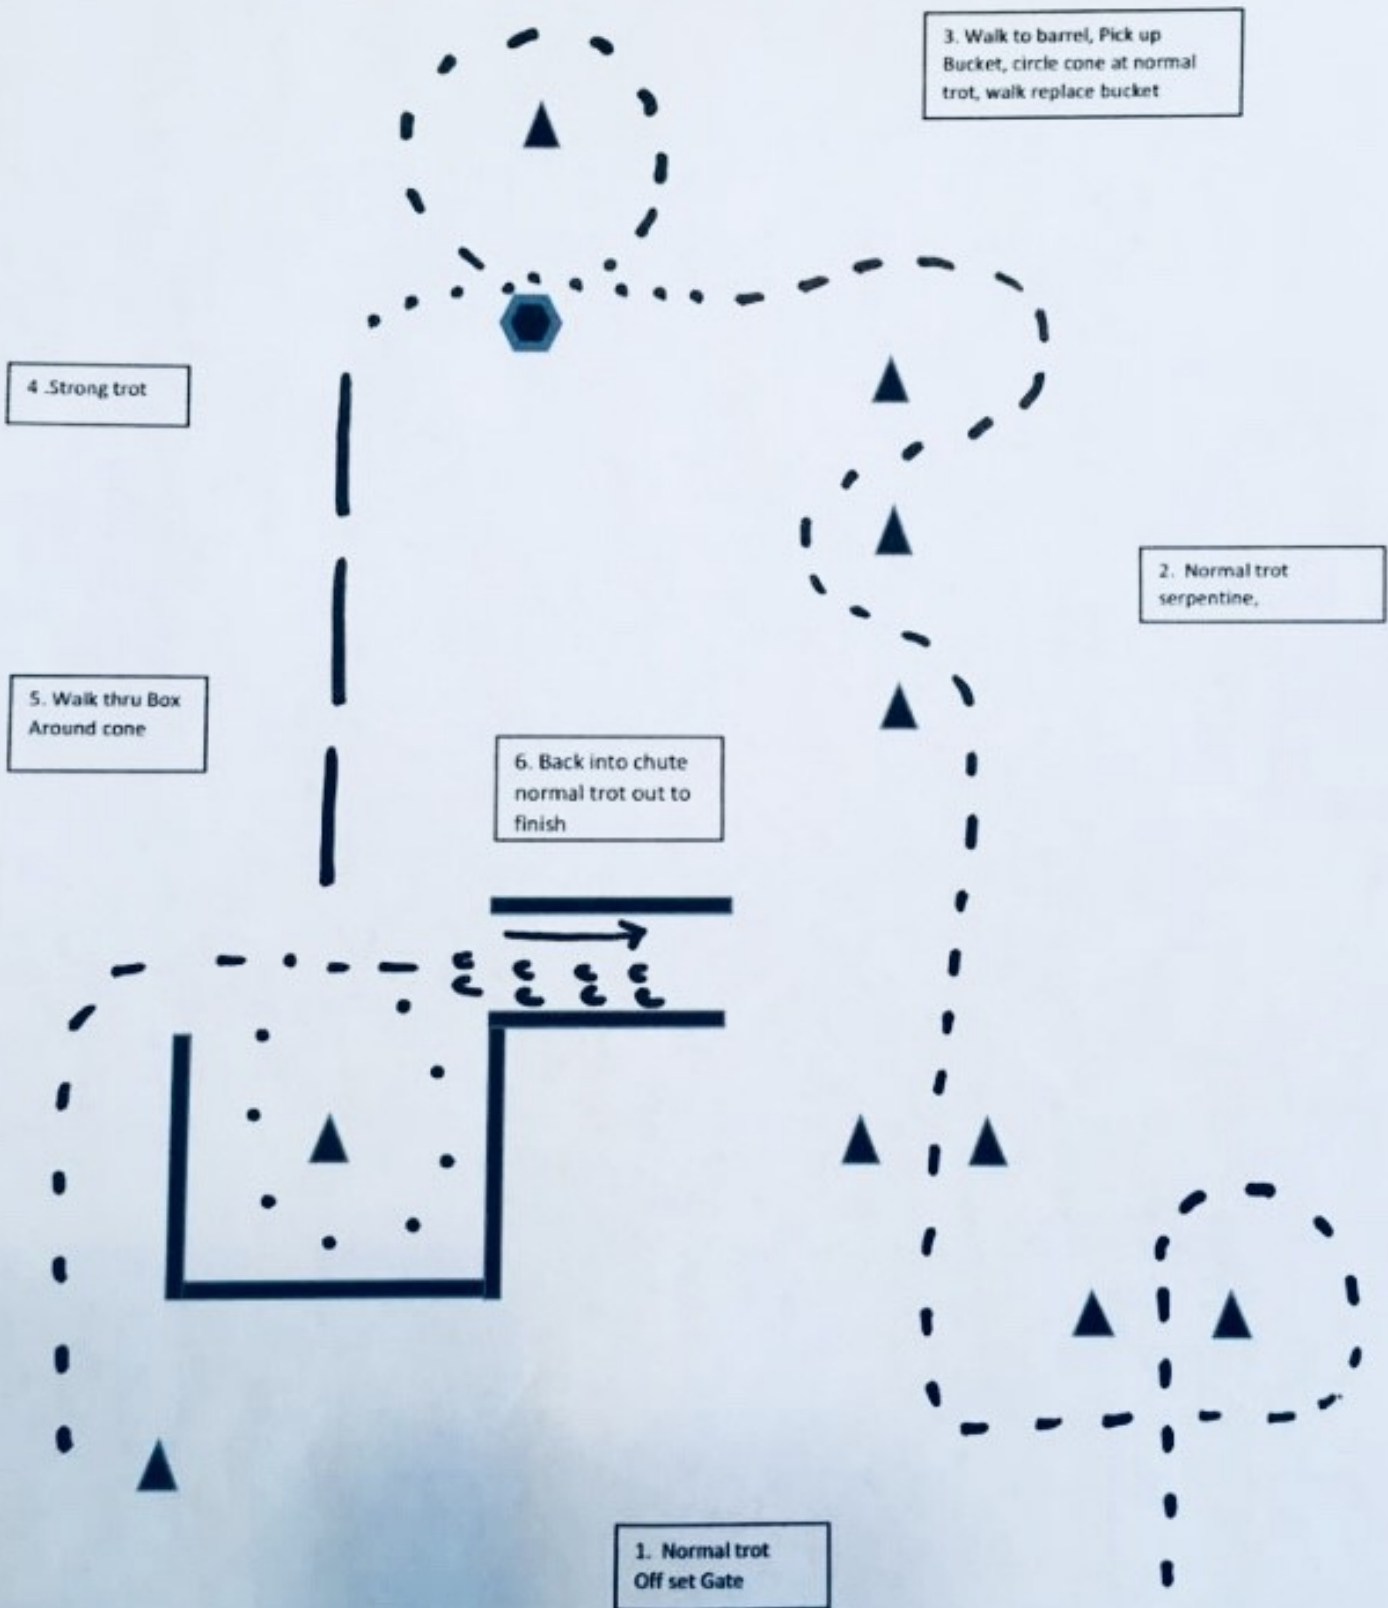 3. Walk to barrel, Pick up
Bucket, circle cone at normal
trot, walk replace bucket
4 .Strong trot
2. Normal trot
serpentine,
5. Walk thru Box
Around cone
6. Back into chute
normal trot out to
finish
1. Normal trot
Off set Gate